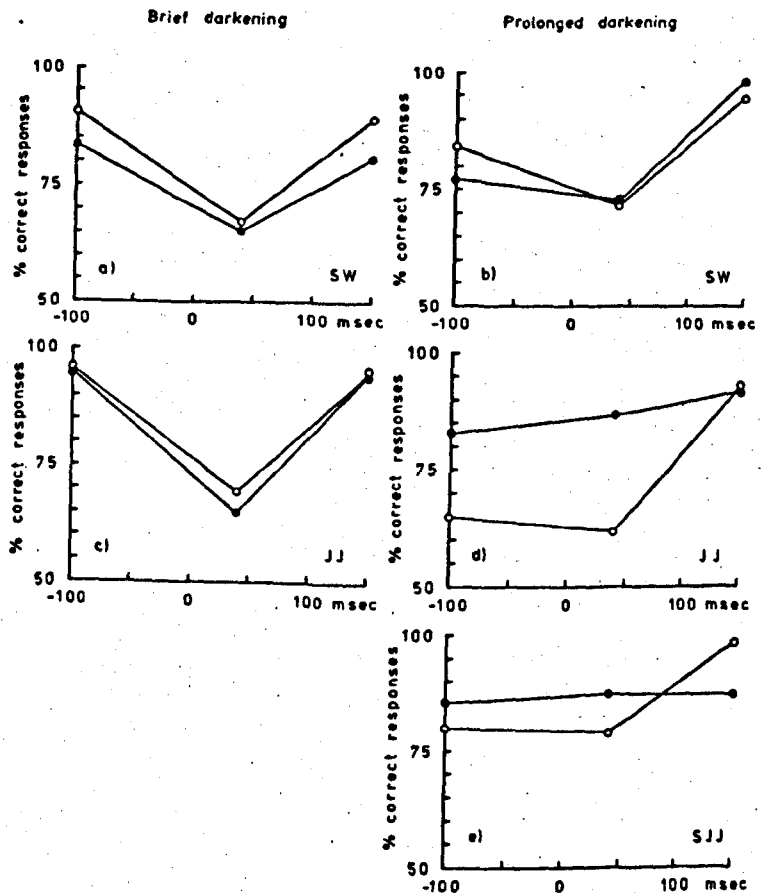 Brief darkening
Prolonged darkening
100
75
50
% correct responses
a)
SW
-100
0
100 msec
100
75
50
% correct responses
b)
SW
-100
0
100 msec
100
75
50
% correct responses
c)
JJ
-100
0
100 msec
100
75
50
% correct responses
d)
JJ
-100
0
100 msec
100
75
50
% correct responses
e)
SJJ
-100
0
100 msec